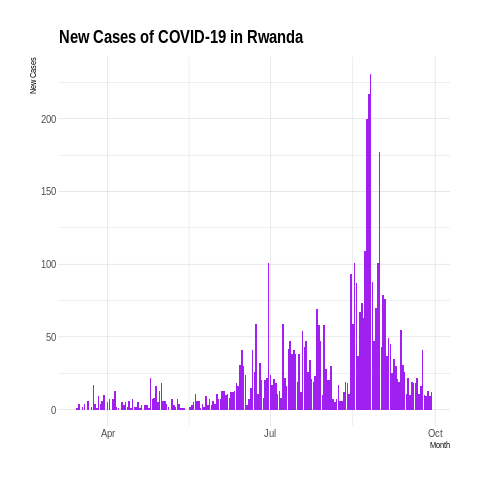 New Cases of COVID-19 in Rwanda
New Cases
200
150
100
50
0
Apr
Jul
Oct
Month